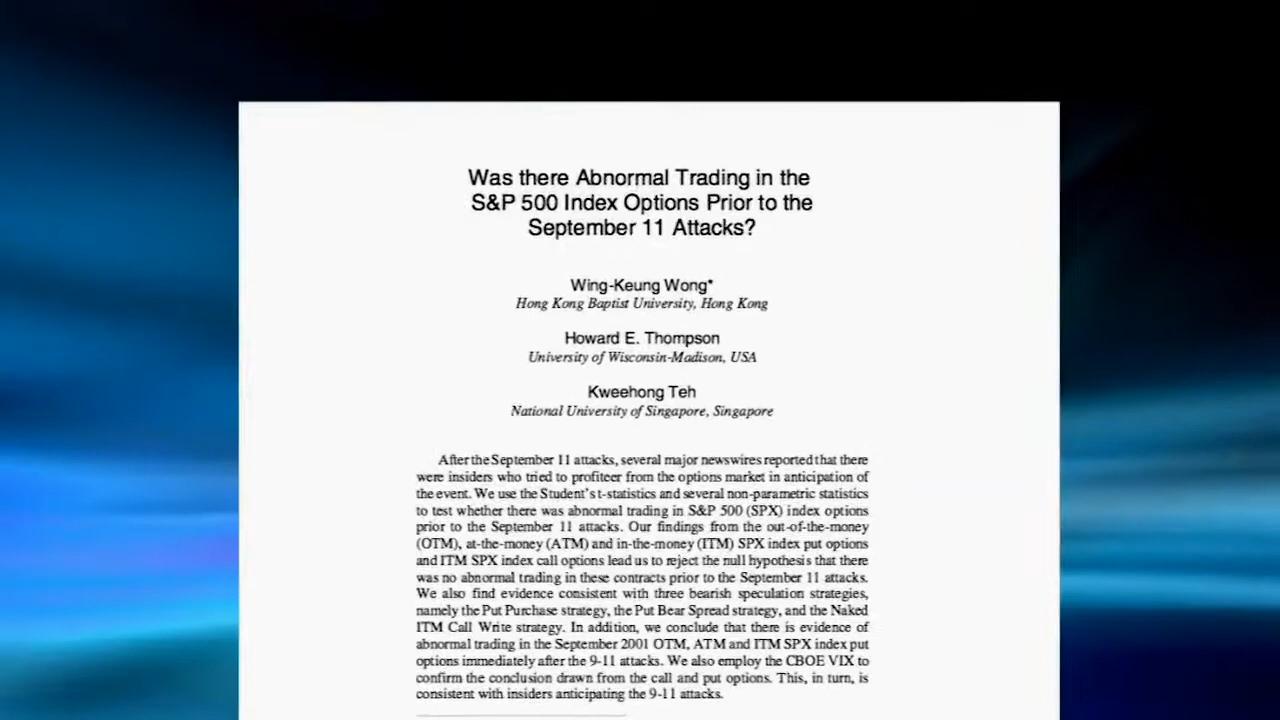 Was there Abnormal Trading in the
S&P 500 Index Options Prior to the
September 11 Attacks?
Wing-Keung Wong*
Hong Kong Baptist University, Hong Kong
Howard E. Thompson
University of Wisconsin-Madison, USA
Kweehong Teh
National University of Singapore, Singapore
After the September 11 attacks, several major newswires reported that there
were insiders who tried to profiteer from the options market in anticipation of
the event. We use the Student's t-statistics and several non-parametric statistics
to test whether there was abnormal trading in S&P 500 (SPX) index options
prior to the September 11 attacks. Our findings from the out-of-the-money
(OTM), at-the-money (ATM) and in-the-money (ITM) SPX index put options
and ITM SPX index call options lead us to reject the null hypothesis that there
was no abnormal trading in these contracts prior to the September 11 attacks.
We also find evidence consistent with three bearish speculation strategies,
namely the Put Purchase strategy, the Put Bear Spread strategy, and the Naked
ITM Call Write strategy. In addition, we conclude that there is evidence of
abnormal trading in the September 2001 OTM, ATM and ITM SPX index put
options immediately after the 9-11 attacks. We also employ the CBOE VIX to
confirm the conclusion drawn from the call and put options. This, in turn, is
consistent with insiders anticipating the 9-11 attacks.